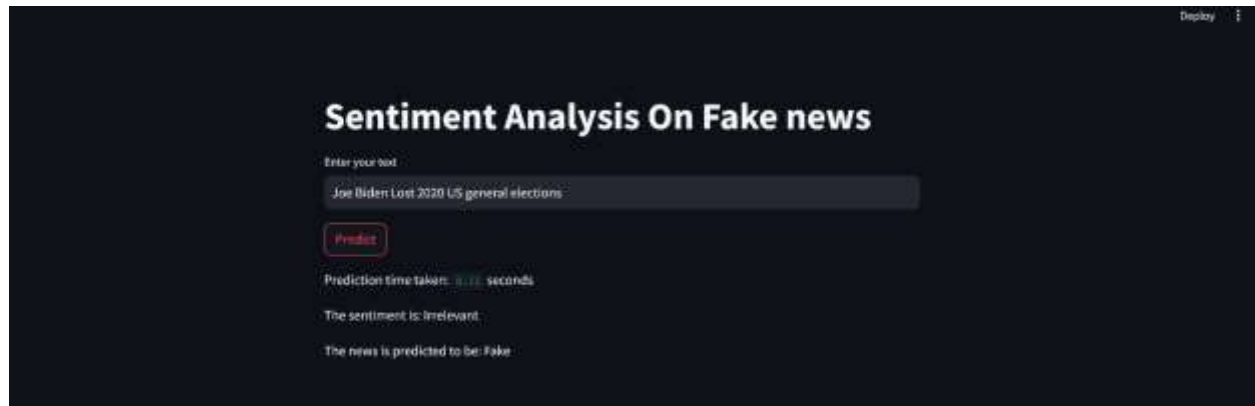 Deploy
Sentiment Analysis On Fake news
Enter your text
Joe Biden Lost 2020 US general elections
Predict
Prediction time taken: seconds
The sentiment is: Irrelevant
The news is predicted to be: Fake